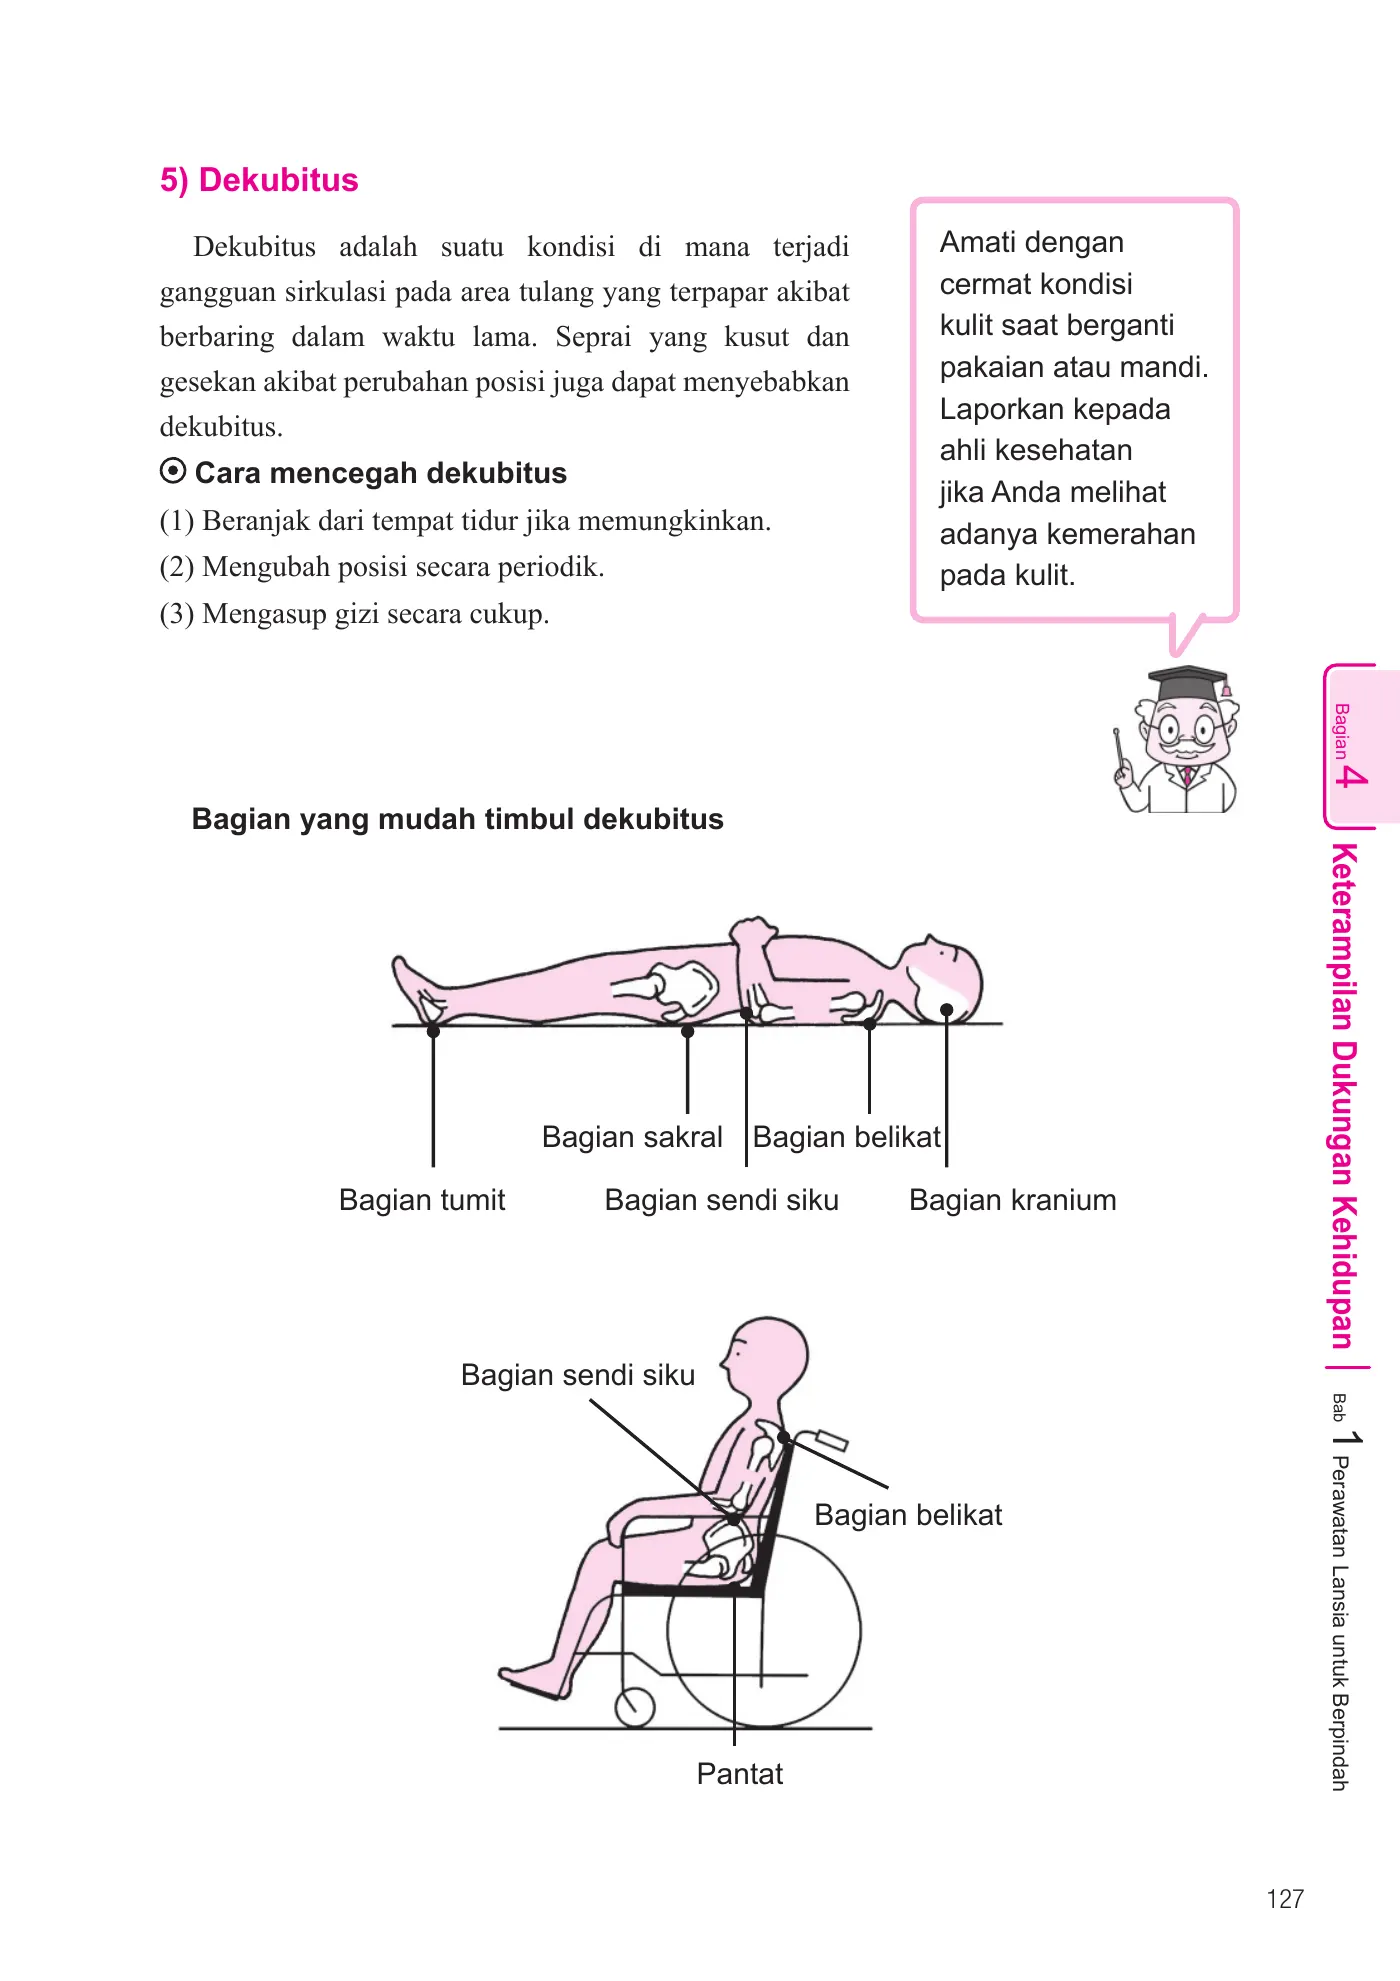 5) Dekubitus
Dekubitus adalah suatu kondisi di mana terjadi
gangguan sirkulasi pada area tulang yang terpapar akibat
berbaring dalam waktu lama. Seprai yang kusut dan
gesekan akibat perubahan posisi juga dapat menyebabkan
dekubitus.
Cara mencegah dekubitus
(1) Beranjak dari tempat tidur jika memungkinkan.
(2) Mengubah posisi secara periodik.
(3) Mengasup gizi secara cukup.
Amati dengan
cermat kondisi
kulit saat berganti
pakaian atau mandi.
Laporkan kepada
ahli kesehatan
jika Anda melihat
adanya kemerahan
pada kulit.
Bagian yang mudah timbul dekubitus
Bagian sakral
Bagian belikat
Bagian tumit
Bagian sendi siku
Bagian kranium
Bagian sendi siku
Bagian belikat
Pantat
Bagian 4
Keterampilan Dukungan Kehidupan
Bab 1 Perawatan Lansia untuk Berpindah
127